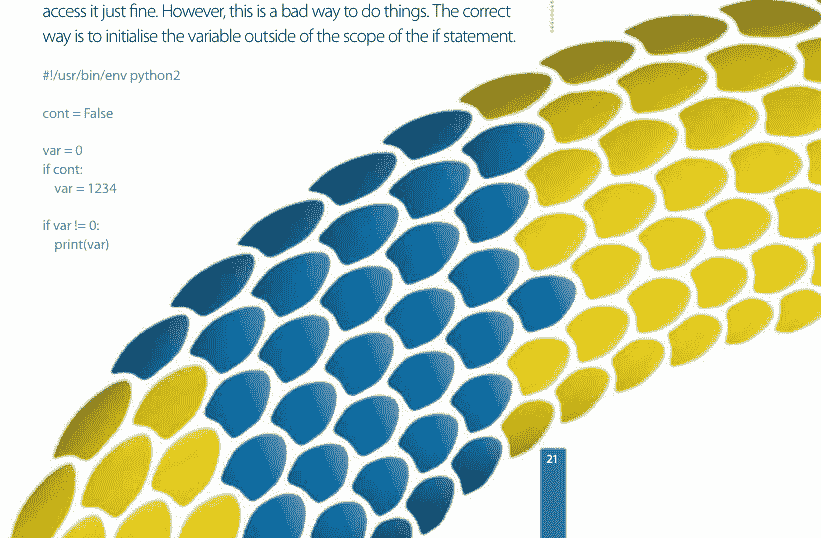 access it just fine. However, this is a bad way to do things. The correct
way is to initialise the variable outside of the scope of the if statement.
#!/usr/bin/env python2
cont = False
var = 0
if cont:
var = 1234
if var != 0:
print(var)
21